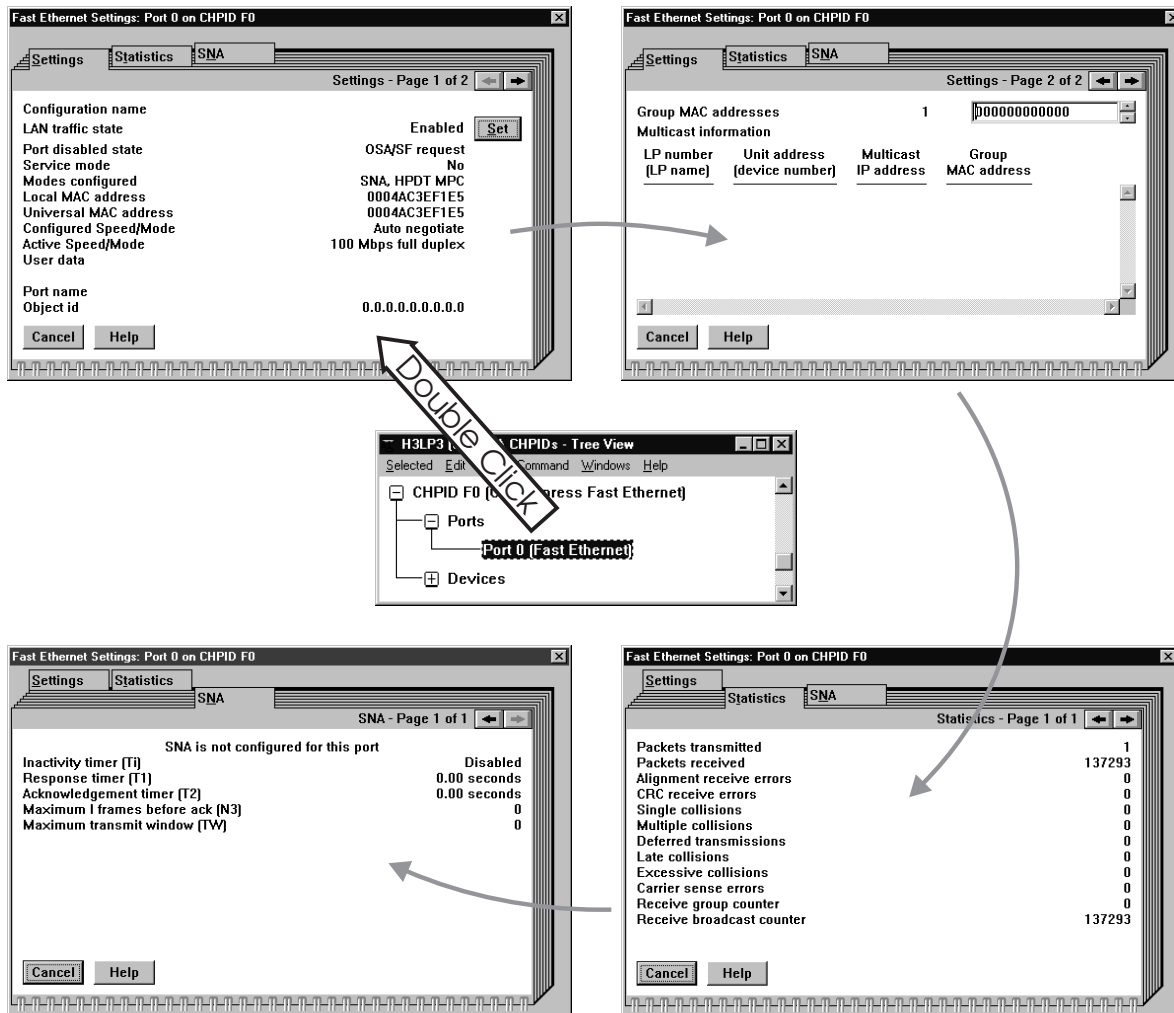 Fast Ethernet Settings: Port 0 on CHPID F0
Settings Statistics SNA
Settings - Page 1 of 2
Configuration name
LAN traffic state Enabled Set
Port disabled state OSA/SF request
Service mode No
Modes configured SNA, HPDT MPC
Local MAC address 0004AC3EF1E5
Universal MAC address 0004AC3EF1E5
Configured Speed/Mode Auto negotiate
Active Speed/Mode 100 Mbps full duplex
User data
Port name
Object id 0.0.0.0.0.0.0.0.0
Cancel Help
Fast Ethernet Settings: Port 0 on CHPID F0
Settings Statistics SNA
Settings - Page 2 of 2
Group MAC addresses 1 000000000000
Multicast information
LP number Unit address Multicast Group
(LP name) (device number) IP address MAC address
Cancel Help
Double Click
H3LP3 CHPIDs - Tree View
Selected Edit Command Windows Help
CHPID F0 Fast Ethernet)
Ports
Port 0 (Fast Ethernet)
Devices
Fast Ethernet Settings: Port 0 on CHPID F0
Settings Statistics
SNA
SNA - Page 1 of 1
SNA is not configured for this port
Inactivity timer (Ti) Disabled
Response timer (T1) 0.00 seconds
Acknowledgement timer (T2) 0.00 seconds
Maximum I frames before ack (N3) 0
Maximum transmit window (TW) 0
Cancel Help
Fast Ethernet Settings: Port 0 on CHPID F0
Settings
Statistics SNA
Statistics - Page 1 of 1
Packets transmitted 1
Packets received 137293
Alignment receive errors 0
CRC receive errors 0
Single collisions 0
Multiple collisions 0
Deferred transmissions 0
Late collisions 0
Excessive collisions 0
Carrier sense errors 0
Receive group counter 0
Receive broadcast counter 137293
Cancel Help